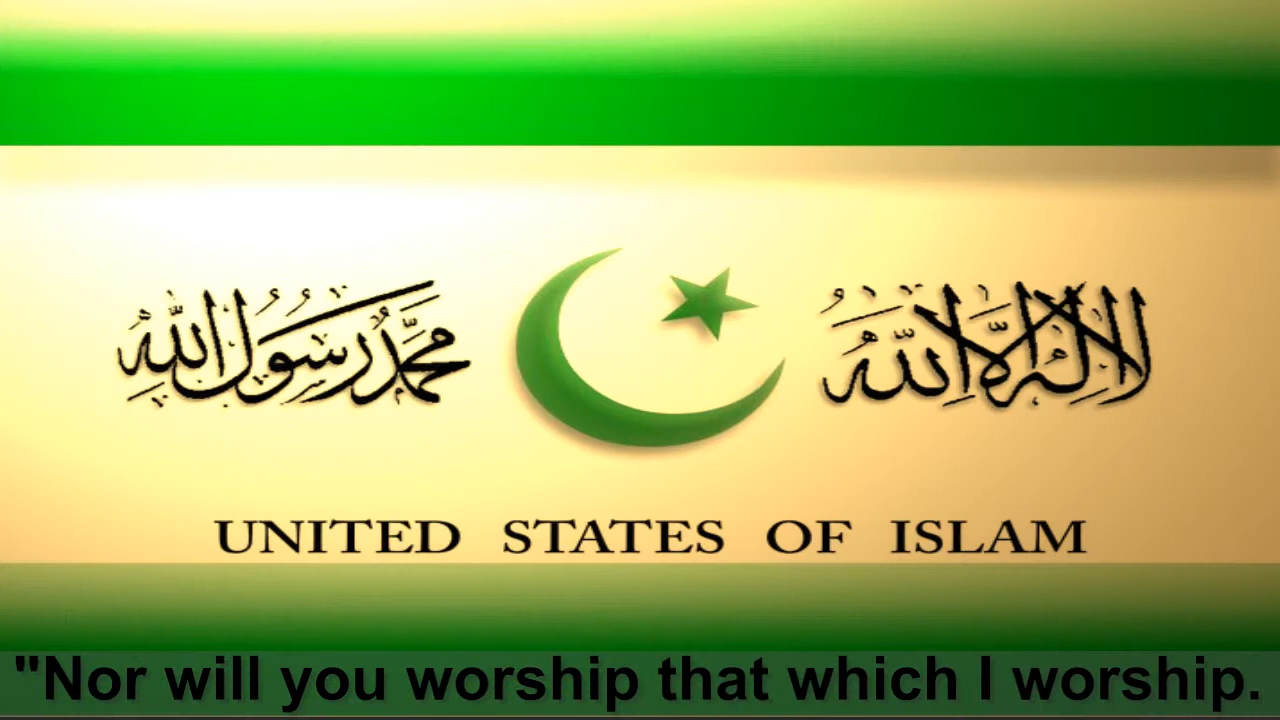 لا إله إلا الله محمد رسول الله
UNITED STATES OF ISLAM
"Nor will you worship that which I worship.